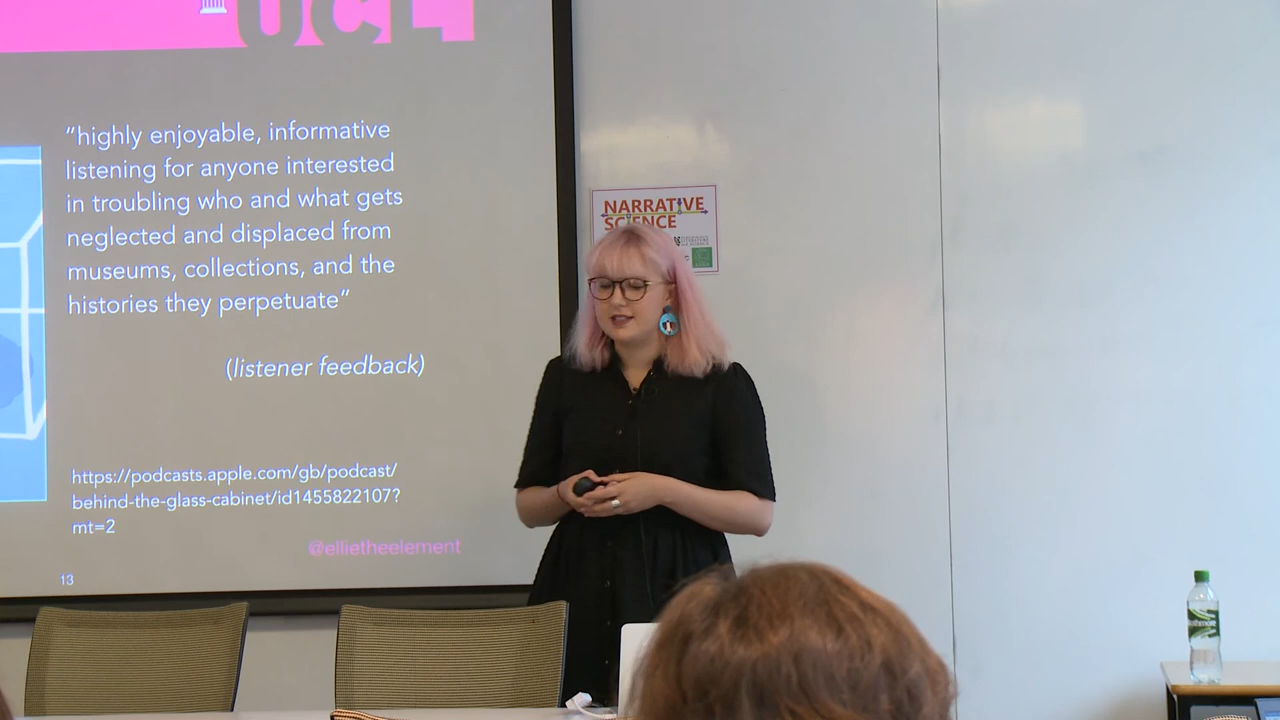 UCL
“highly enjoyable, informative
listening for anyone interested
in troubling who and what gets
neglected and displaced from
museums, collections, and the
histories they perpetuate”
(listener feedback)
https://podcasts.apple.com/gb/podcast/
behind-the-glass-cabinet/id1455822107?
mt=2
@ellietheelement
13
NARRATIVE
SCIENCE